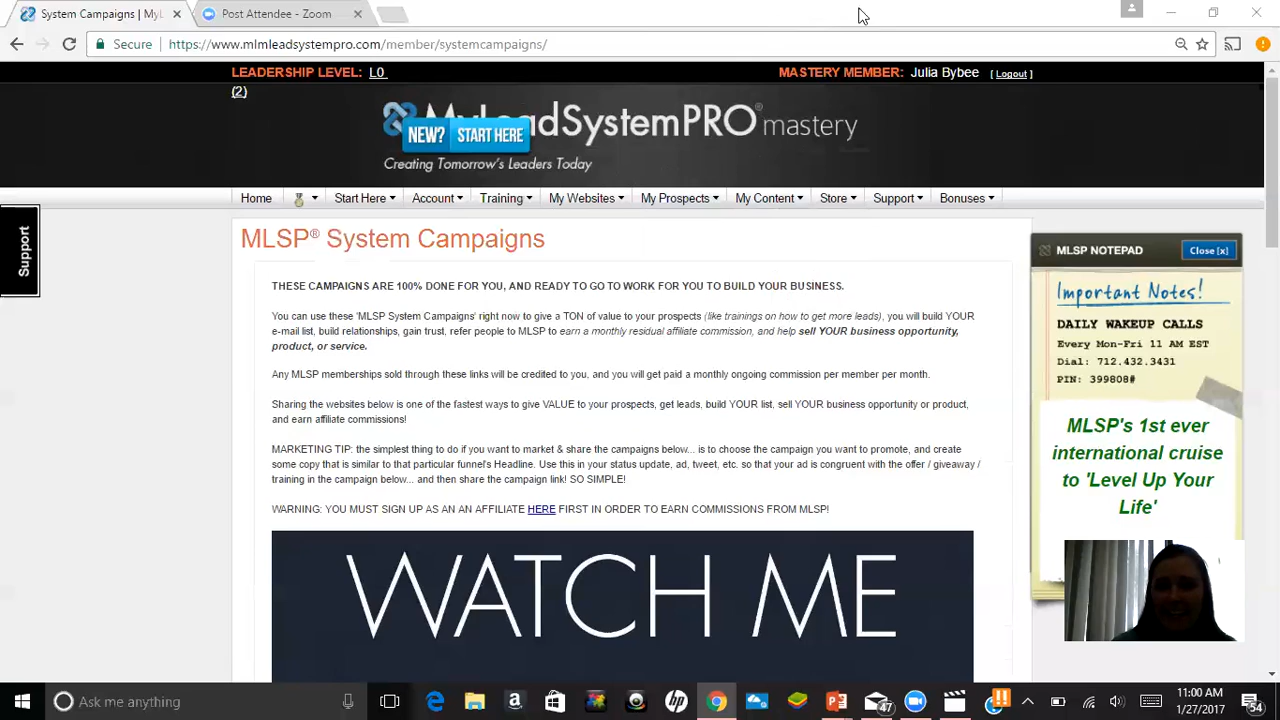 System Campaigns | MyL
Post Attendee - Zoom
Secure
https://www.mlmleadsystempro.com/member/systemcampaigns/
LEADERSHIP LEVEL: L0
(2)
MASTERY MEMBER: Julia Bybee [ Logout ]
MyLeadSystemPRO® mastery
NEW? START HERE
Creating Tomorrow's Leaders Today
Home Start Here Account Training My Websites My Prospects My Content Store Support Bonuses
Support
MLSP® System Campaigns
THESE CAMPAIGNS ARE 100% DONE FOR YOU, AND READY TO GO TO WORK FOR YOU TO BUILD YOUR BUSINESS.
You can use these 'MLSP System Campaigns' right now to give a TON of value to your prospects (like trainings on how to get more leads), you will build YOUR
e-mail list, build relationships, gain trust, refer people to MLSP to earn a monthly residual affiliate commission, and help sell YOUR business opportunity,
product, or service.
Any MLSP memberships sold through these links will be credited to you, and you will get paid a monthly ongoing commission per member per month.
Sharing the websites below is one of the fastest ways to give VALUE to your prospects, get leads, build YOUR list, sell YOUR business opportunity or product,
and earn affiliate commissions!
MARKETING TIP: the simplest thing to do if you want to market & share the campaigns below... is to choose the campaign you want to promote, and create
some copy that is similar to that particular funnel's Headline. Use this in your status update, ad, tweet, etc. so that your ad is congruent with the offer / giveaway /
training in the campaign below... and then share the campaign link! SO SIMPLE!
WARNING: YOU MUST SIGN UP AS AN AN AFFILIATE HERE FIRST IN ORDER TO EARN COMMISSIONS FROM MLSP!
WATCH ME
MLSP NOTEPAD
Close [x]
Important Notes!
DAILY WAKEUP CALLS
Every Mon-Fri 11 AM EST
Dial: 712.432.3431
PIN: 399808#
MLSP's 1st ever
international cruise
to 'Level Up Your
Life'
Ask me anything
hp
47
11:00 AM
1/27/2017
54